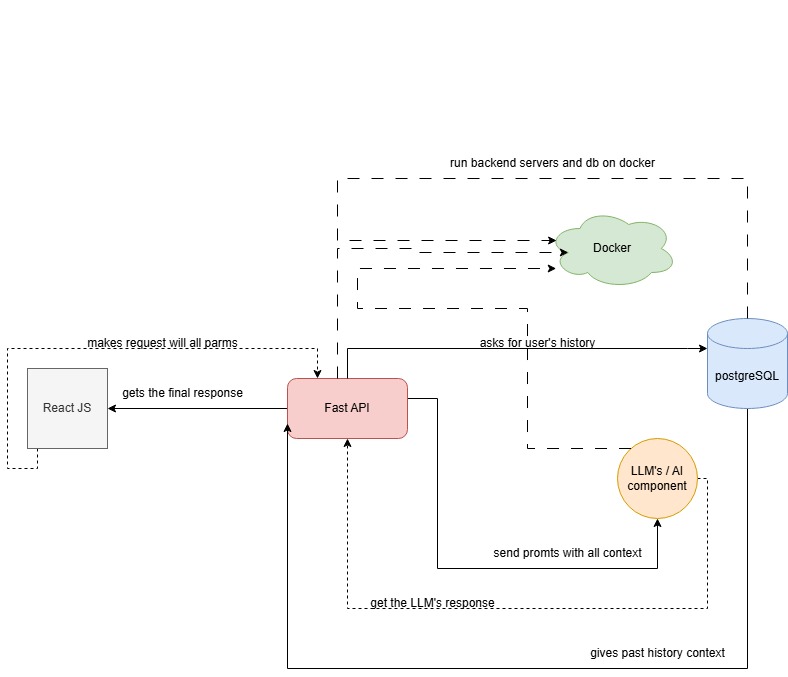 run backend servers and db on docker
Docker
makes request will all parms
asks for user's history
gets the final response
postgreSQL
React JS
Fast API
LLM's / AI
component
send promts with all context
get the LLM's response
gives past history context